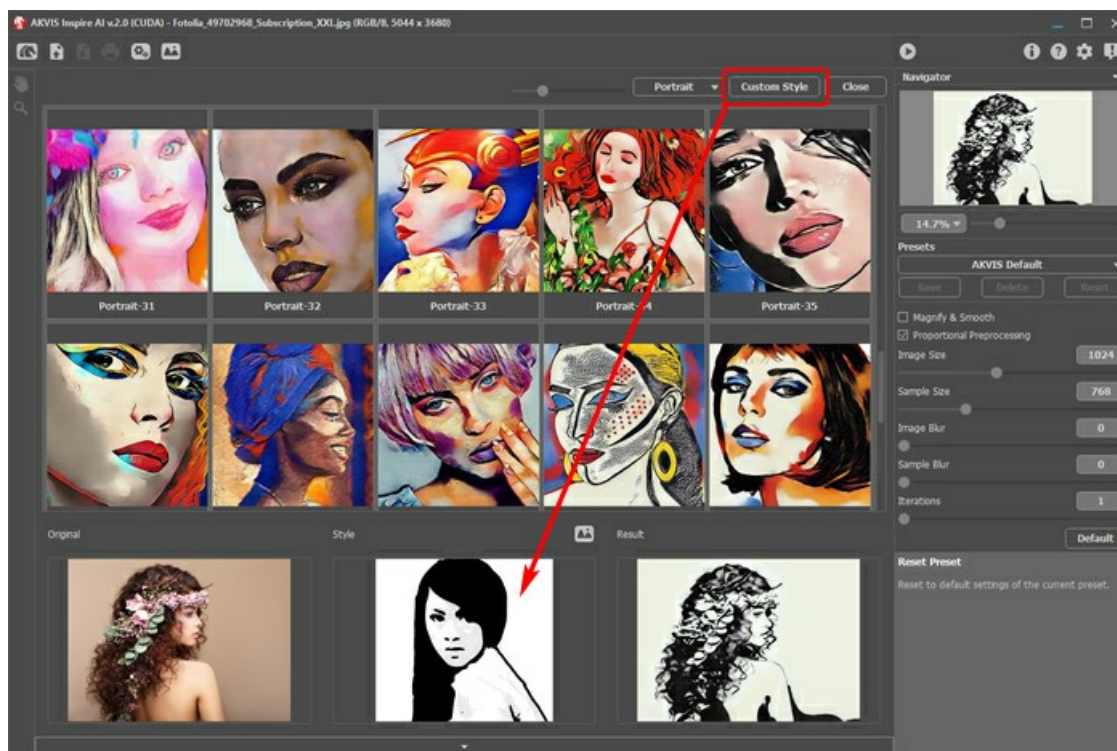 AKVIS Inspire AI v.2.0 (CUDA) - Fotolia_49702968_Subscription_XXL.jpg (RGB/8, 5044 x 3680)
Portrait Custom Style Close
Portrait-31 Portrait-32 Portrait-33 Portrait-35
Original Style Result
Navigator
14.7%
Presets
AKVIS Default
Save Delete Reset
Magnify & Smooth
Proportional Preprocessing
Image Size 1024
Sample Size 768
Image Blur 0
Sample Blur 0
Iterations 1
Default
Reset Preset
Reset to default settings of the current preset.